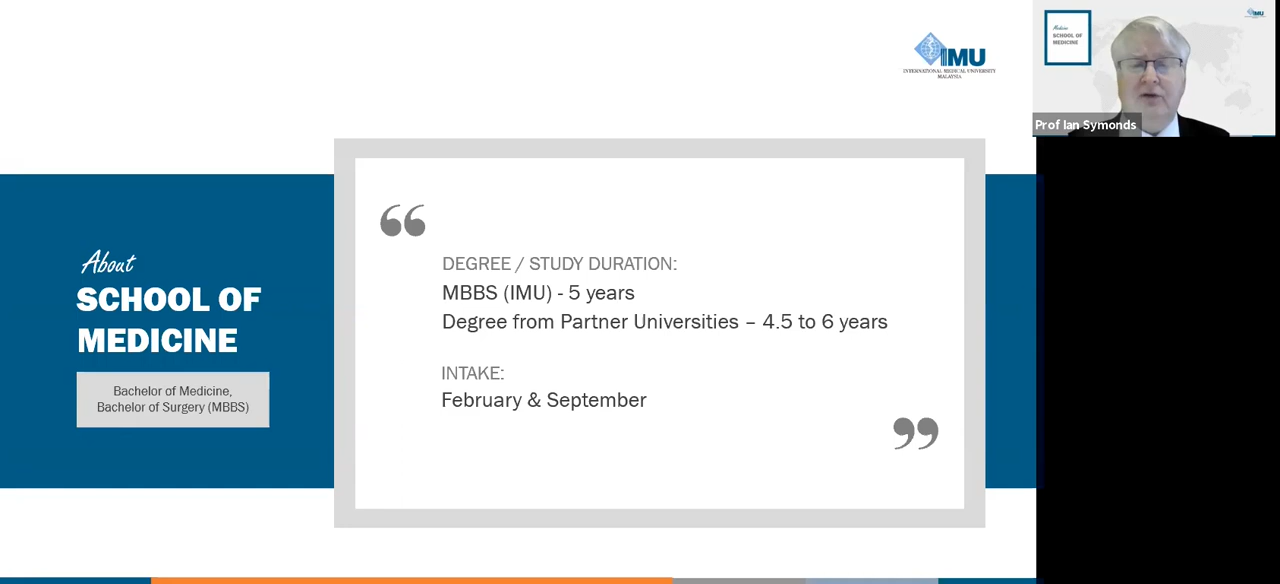 IMU
INTERNATIONAL MEDICAL UNIVERSITY
MALAYSIA
About
SCHOOL OF
MEDICINE
Bachelor of Medicine,
Bachelor of Surgery (MBBS)
“
DEGREE / STUDY DURATION:
MBBS (IMU) - 5 years
Degree from Partner Universities – 4.5 to 6 years
INTAKE:
February & September
”
Medicine
SCHOOL OF
MEDICINE
IMU
Prof Ian Symonds